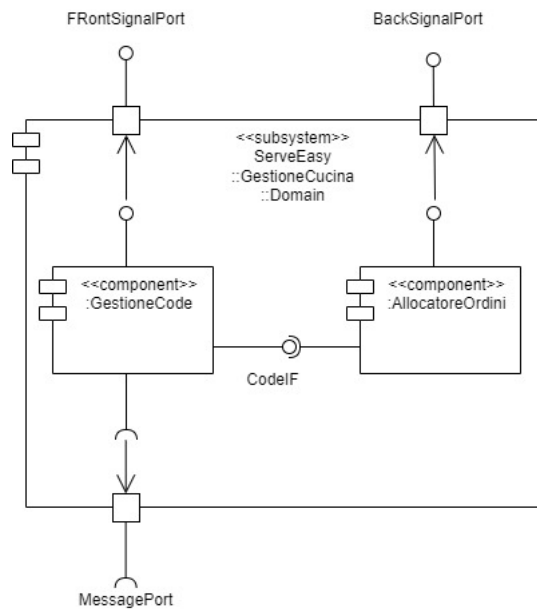 FRontSignalPort
BackSignalPort
<<subsystem>>
ServeEasy
::GestioneCucina
::Domain
<<component>>
:GestioneCode
<<component>>
:AllocatoreOrdini
CodeIF
MessagePort